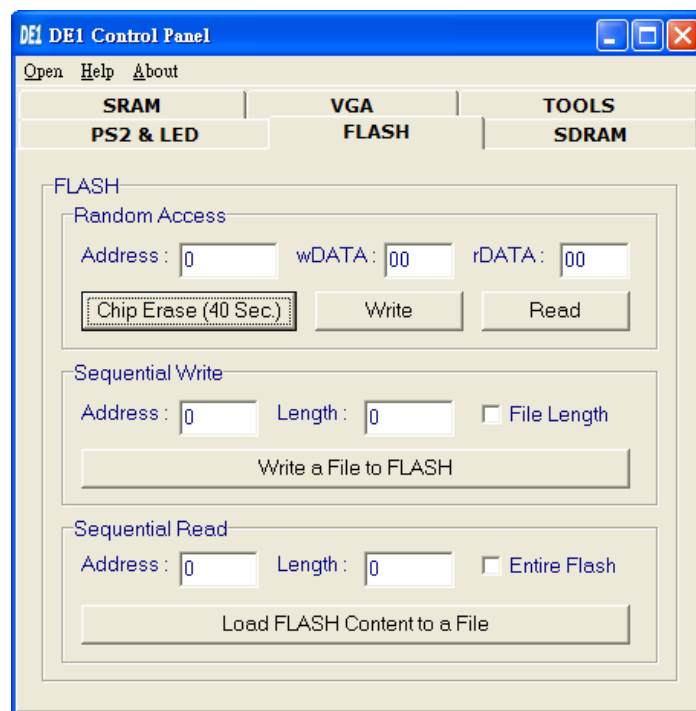 DE1 DE1 Control Panel
Open Help About
SRAM VGA TOOLS
PS2 & LED FLASH SDRAM
FLASH
Random Access
Address : 0 wDATA : 00 rDATA : 00
Chip Erase (40 Sec.) Write Read
Sequential Write
Address : 0 Length : 0 File Length
Write a File to FLASH
Sequential Read
Address : 0 Length : 0 Entire Flash
Load FLASH Content to a File